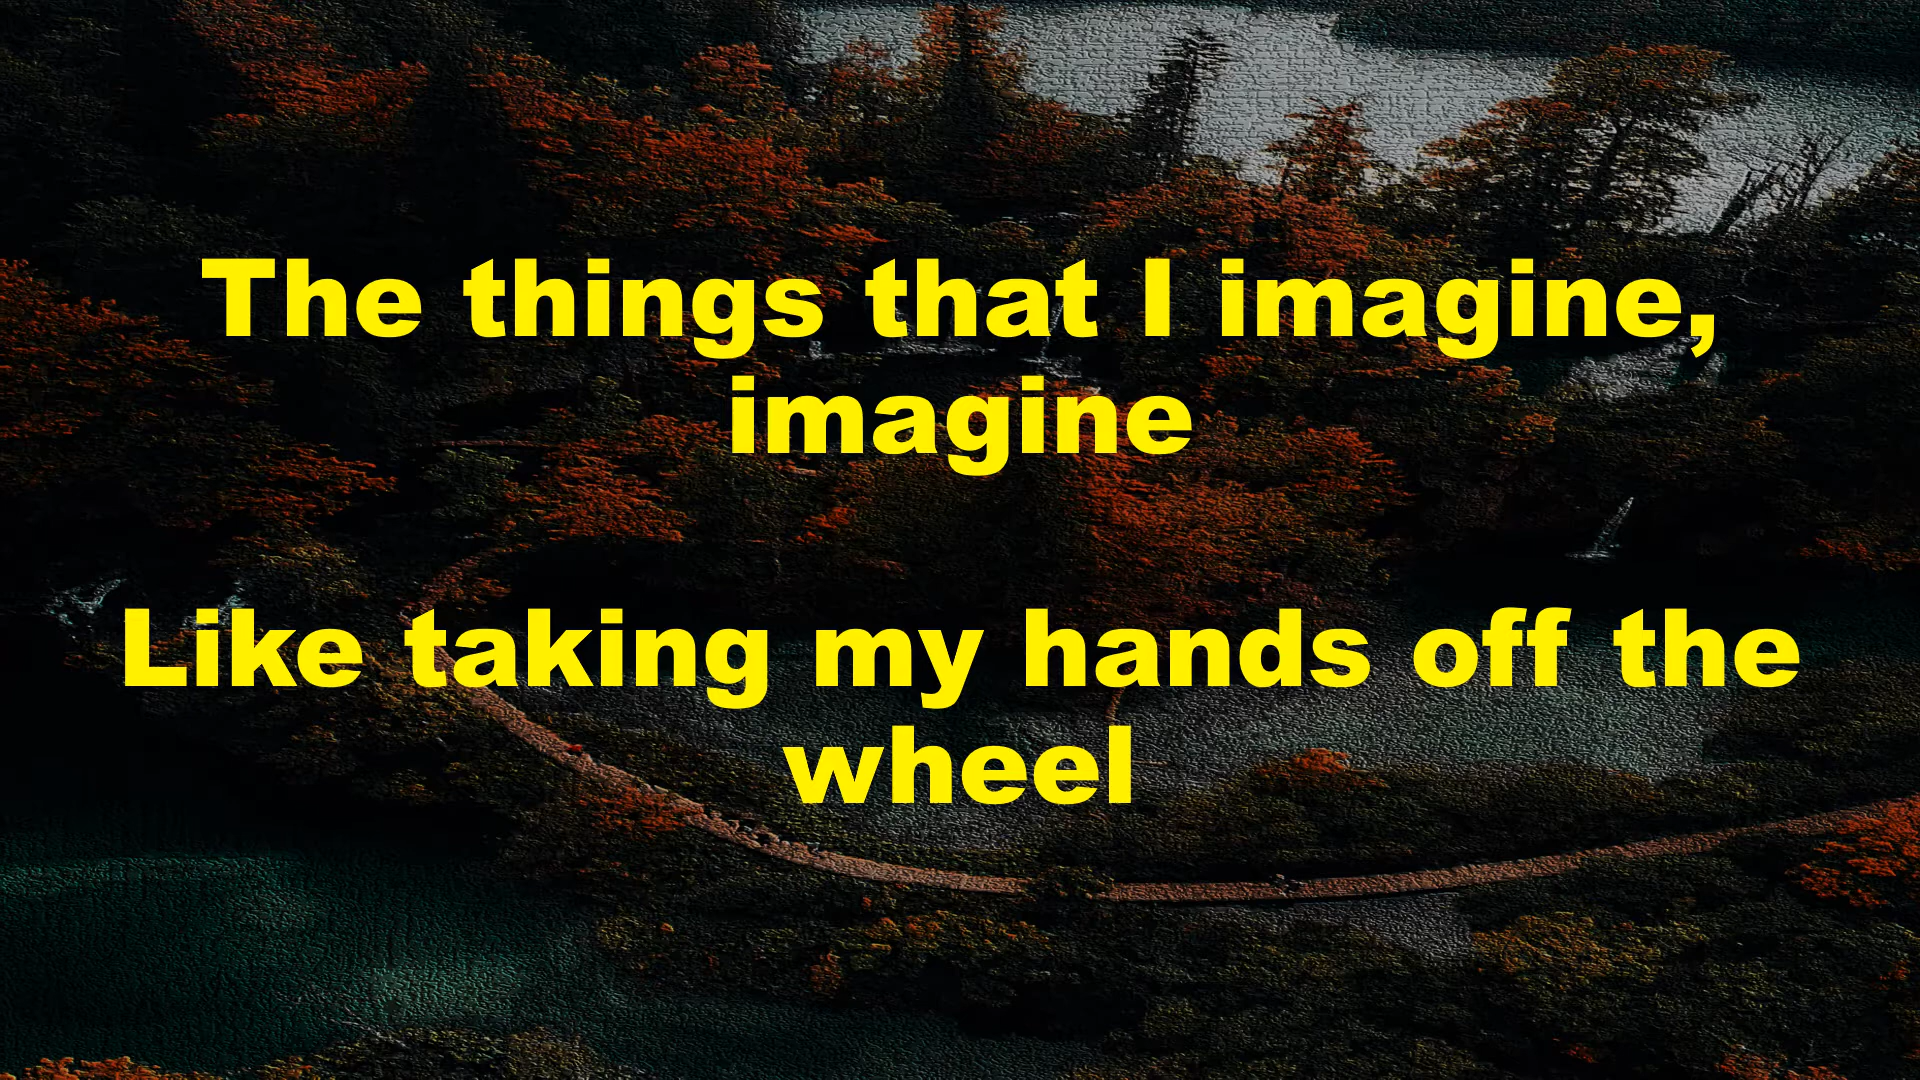 The things that I imagine,
imagine
Like taking my hands off the
wheel